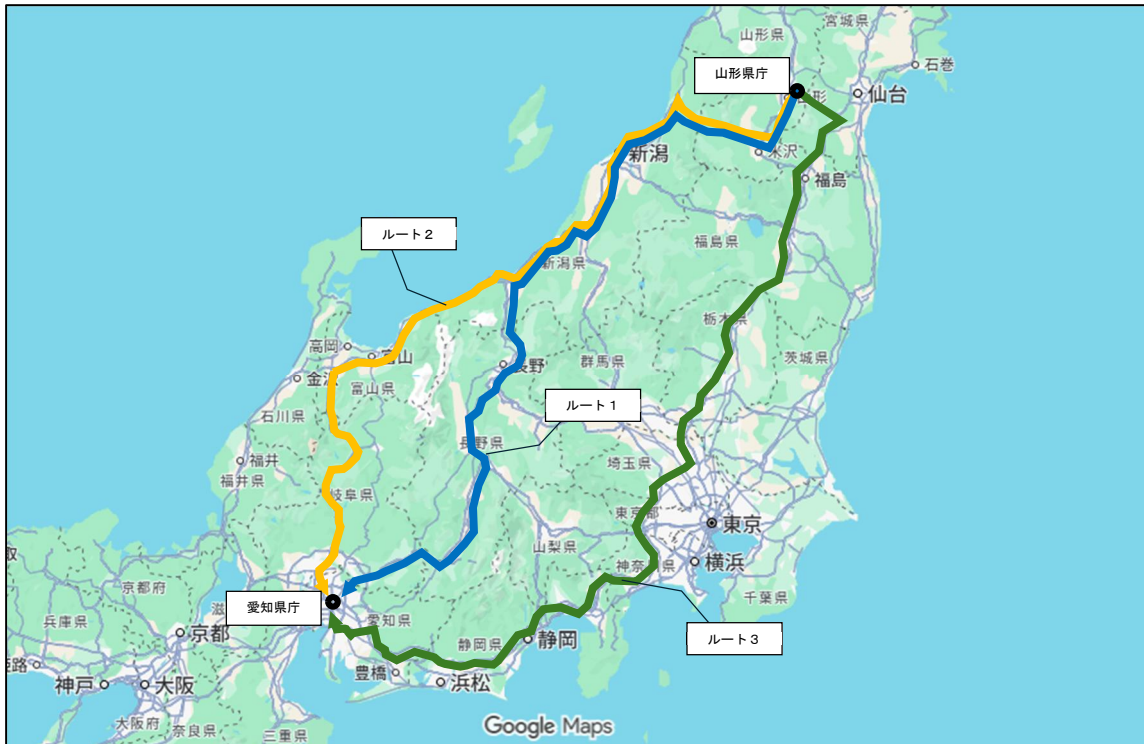 宮城県
山形県
石巻
山形県庁
形
仙台
米沢
新潟
福島
ルート2
福島県
新潟県
栃木県
高岡
富山
長野
群馬県
茨城県
金沢
富山県
石川県
ルート1
長野県
埼玉県
福井
福井県
岐阜県
東京都
東京
山梨県
神奈川県
横浜
取
京都府
千葉県
愛知県庁
滋
愛知県
兵庫県
京都
静岡県
静岡
ルート3
姫路
豊橋
浜松
神戸
大阪
大阪府
奈良県
三重県
Google Maps